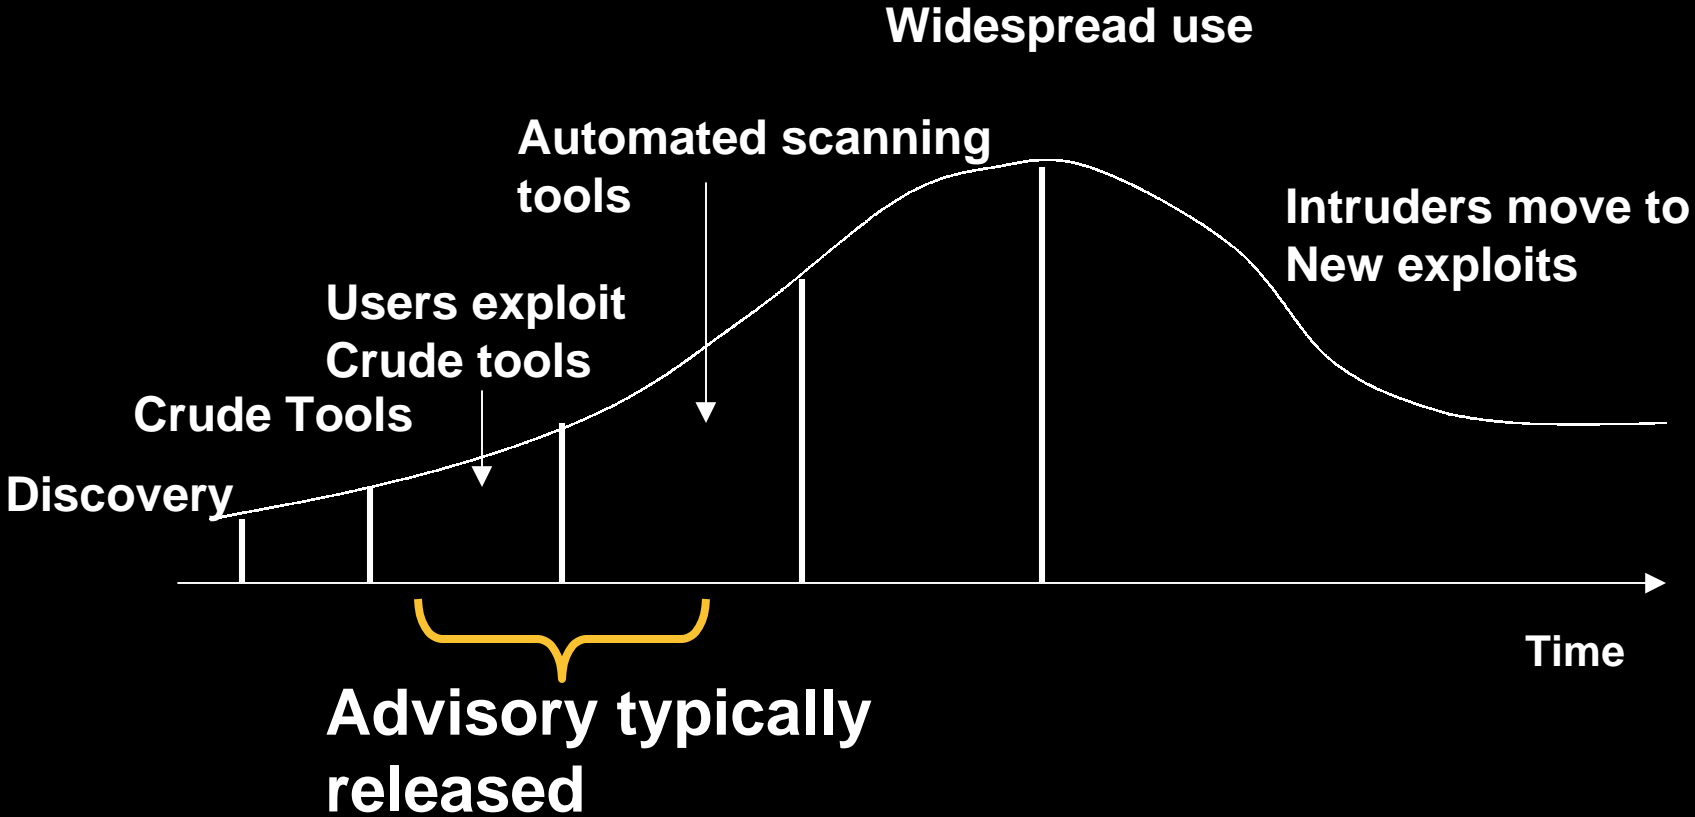 Widespread use
Automated scanning
tools
Intruders move to
New exploits
Users exploit
Crude tools
Crude Tools
Discovery
Time
Advisory typically
released